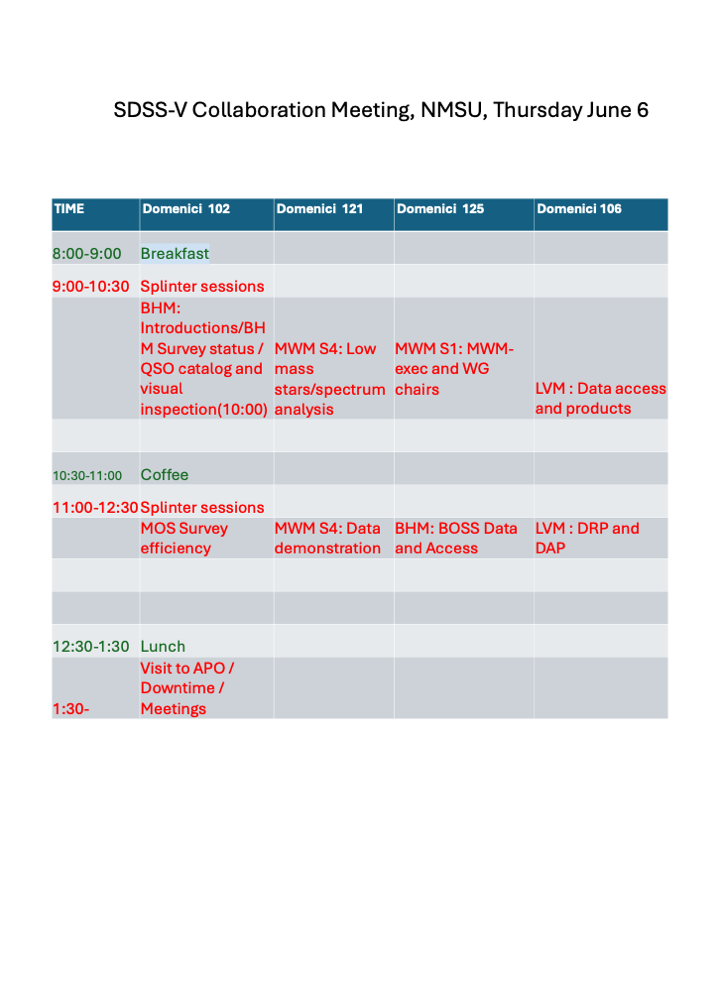 SDSS-V Collaboration Meeting, NMSU, Thursday June 6
TIME Domenici 102 Domenici 121 Domenici 125 Domenici 106
8:00-9:00 Breakfast
9:00-10:30 Splinter sessions
BHM:
Introductions/BH
M Survey status /
QSO catalog and
visual
inspection(10:00)
MWM S4: Low
mass
stars/spectrum
analysis
MWM S1: MWM-
exec and WG
chairs
LVM : Data access
and products
10:30-11:00 Coffee
11:00-12:30 Splinter sessions
MOS Survey
efficiency
MWM S4: Data
demonstration
BHM: BOSS Data
and Access
LVM : DRP and
DAP
12:30-1:30 Lunch
1:30-
Visit to APO /
Downtime /
Meetings